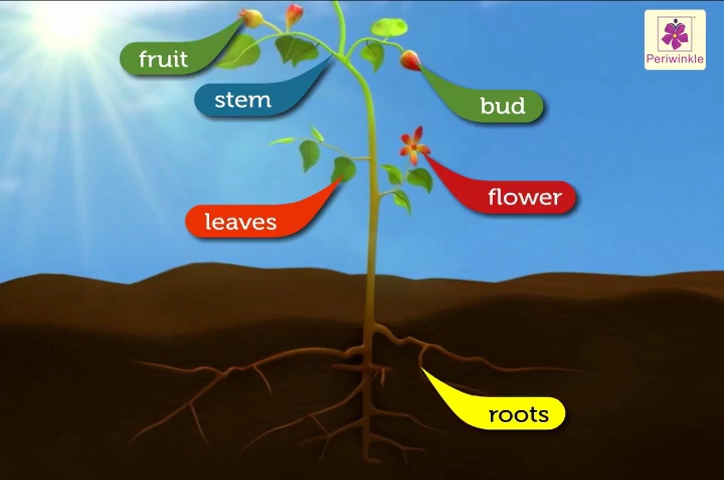 Periwinkle
fruit
stem
bud
flower
leaves
roots